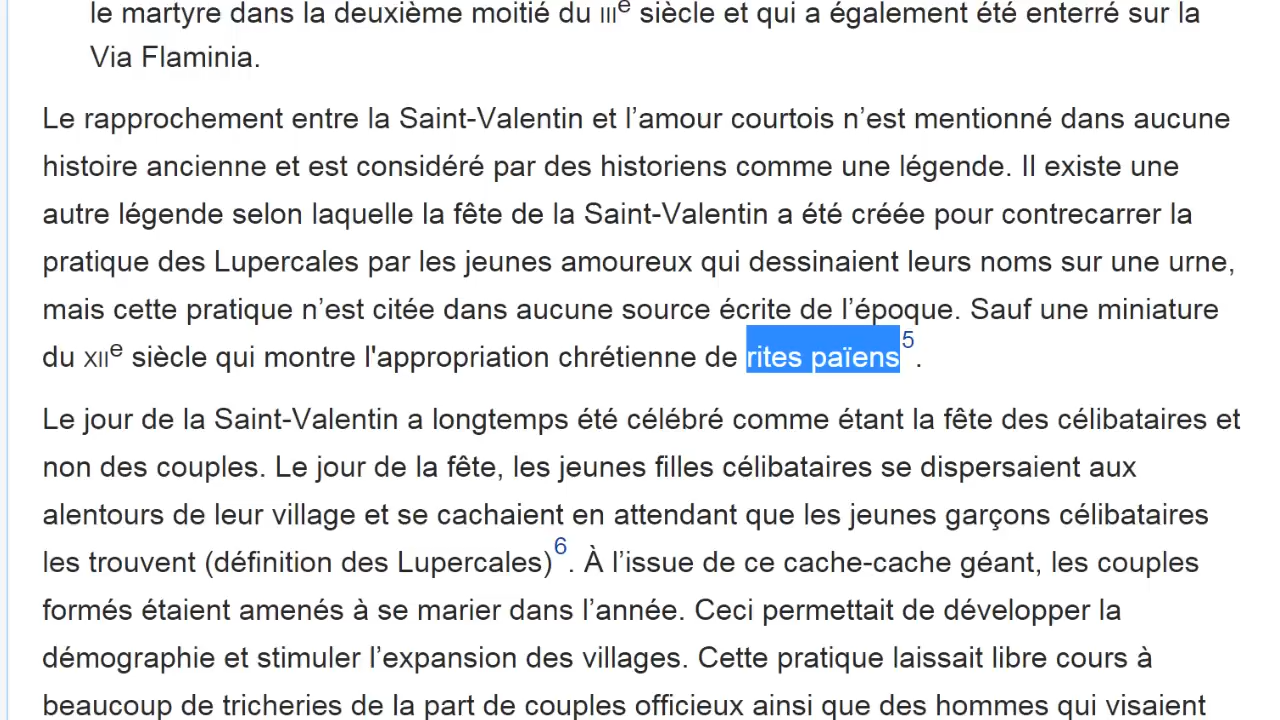 le martyre dans la deuxième moitié du IIIe siècle et qui a également été enterré sur la
Via Flaminia.
Le rapprochement entre la Saint-Valentin et l’amour courtois n’est mentionné dans aucune
histoire ancienne et est considéré par des historiens comme une légende. Il existe une
autre légende selon laquelle la fête de la Saint-Valentin a été créée pour contrecarrer la
pratique des Lupercales par les jeunes amoureux qui dessinaient leurs noms sur une urne,
mais cette pratique n’est citée dans aucune source écrite de l’époque. Sauf une miniature
du XIIe siècle qui montre l'appropriation chrétienne de rites païens5.
Le jour de la Saint-Valentin a longtemps été célébré comme étant la fête des célibataires et
non des couples. Le jour de la fête, les jeunes filles célibataires se dispersaient aux
alentours de leur village et se cachaient en attendant que les jeunes garçons célibataires
les trouvent (définition des Lupercales)6. À l’issue de ce cache-cache géant, les couples
formés étaient amenés à se marier dans l’année. Ceci permettait de développer la
démographie et stimuler l’expansion des villages. Cette pratique laissait libre cours à
beaucoup de tricheries de la part de couples officieux ainsi que des hommes qui visaient